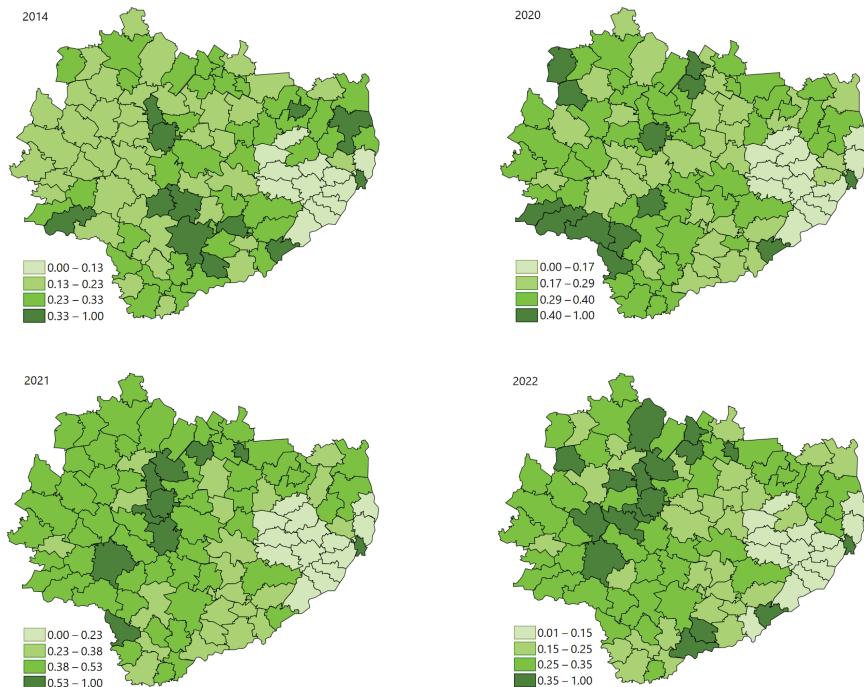 2014
0.00 – 0.13
0.13 – 0.23
0.23 – 0.33
0.33 – 1.00
2020
0.00 – 0.17
0.17 – 0.29
0.29 – 0.40
0.40 – 1.00
2021
0.00 – 0.23
0.23 – 0.38
0.38 – 0.53
0.53 – 1.00
2022
0.01 – 0.15
0.15 – 0.25
0.25 – 0.35
0.35 – 1.00